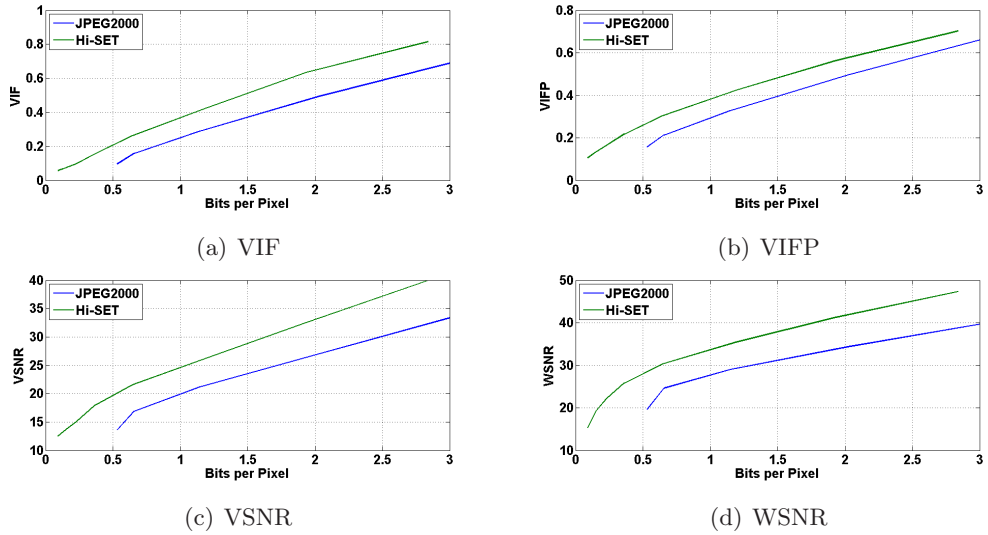 1
0.8
0.6
0.4
0.2
0
VIF
JPEG2000
Hi-SET
0 0.5 1 1.5 2 2.5 3
Bits per Pixel
(a) VIF
0.8
0.6
0.4
0.2
0
VIFP
JPEG2000
Hi-SET
0 0.5 1 1.5 2 2.5 3
Bits per Pixel
(b) VIFP
40
35
30
25
20
15
10
VSNR
JPEG2000
Hi-SET
0 0.5 1 1.5 2 2.5 3
Bits per Pixel
(c) VSNR
50
40
30
20
10
WSNR
JPEG2000
Hi-SET
0 0.5 1 1.5 2 2.5 3
Bits per Pixel
(d) WSNR